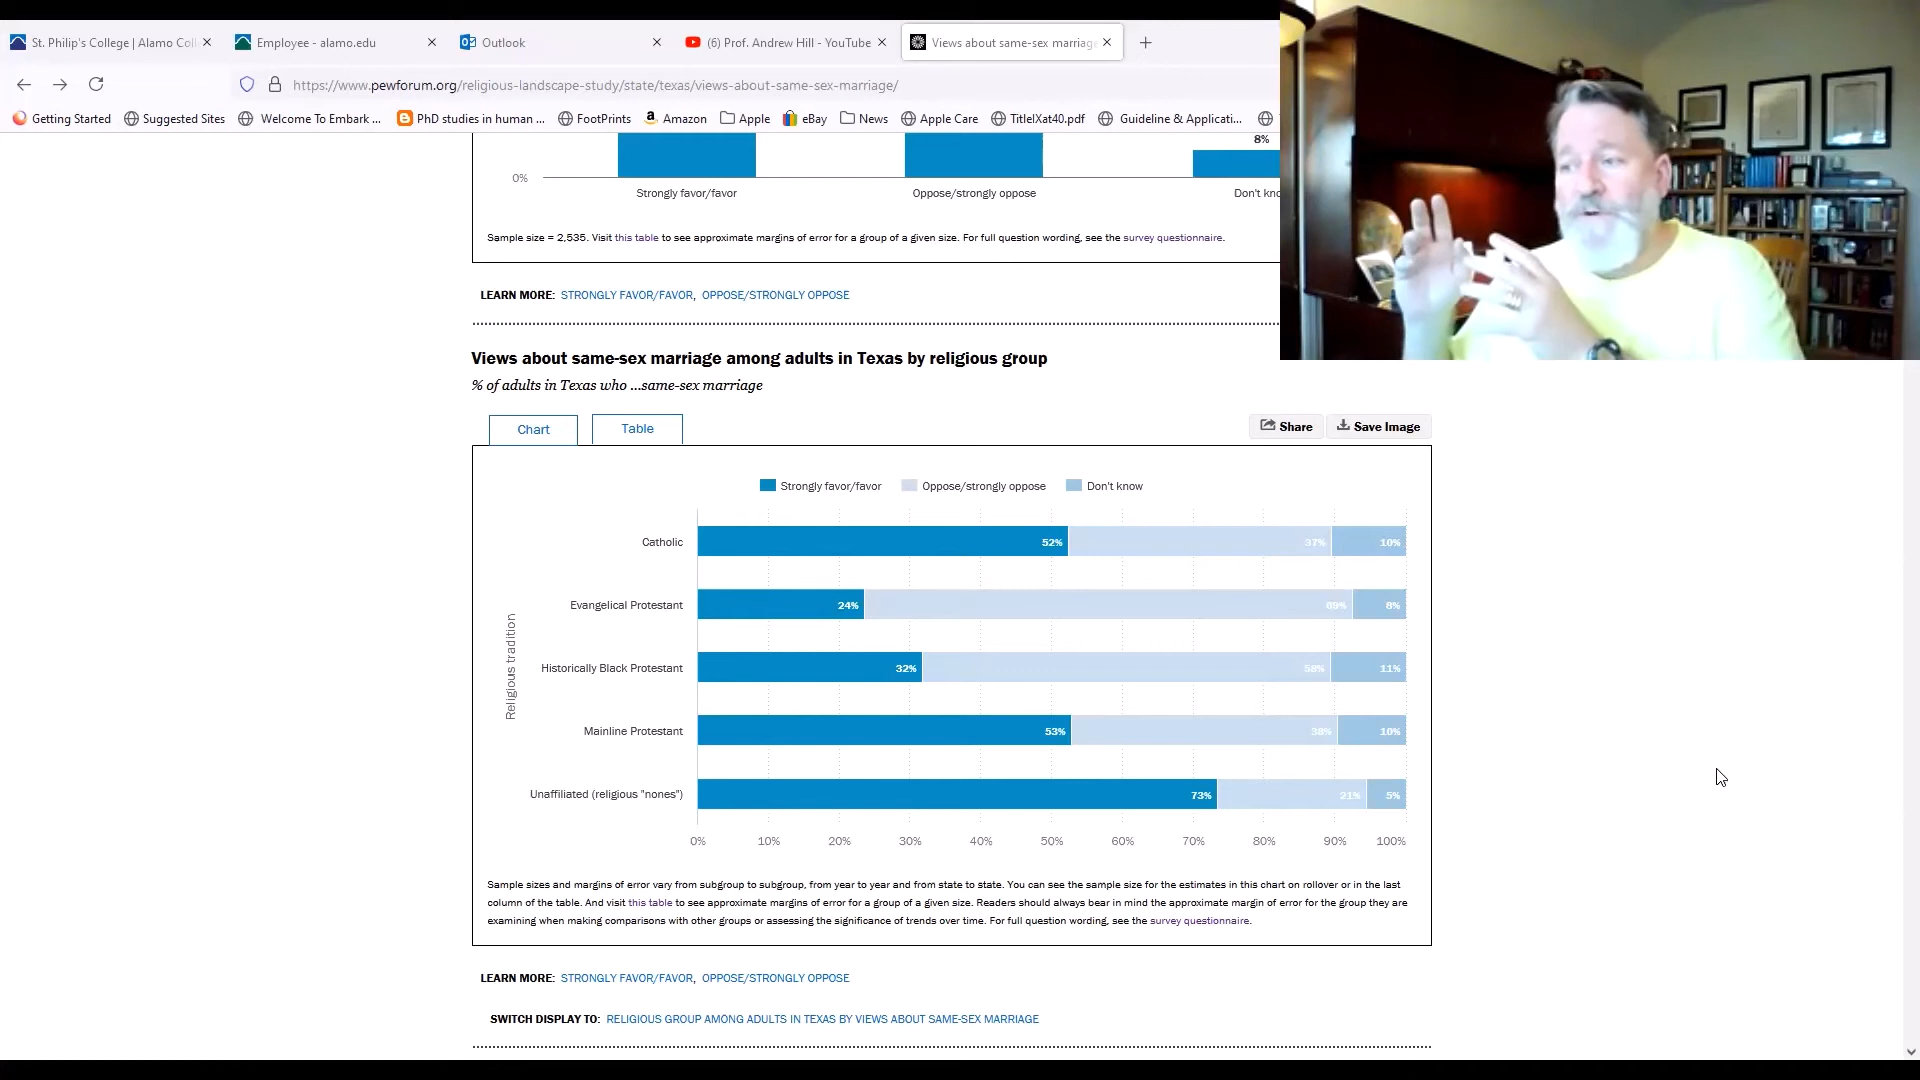 St. Philip's College | Alamo Coll
Employee - alamo.edu
Outlook
(6) Prof. Andrew Hill - YouTube
Views about same-sex marriage
https://www.pewforum.org/religious-landscape-study/state/texas/views-about-same-sex-marriage/
Getting Started
Suggested Sites
Welcome To Embark ...
PhD studies in human ...
FootPrints
Amazon
Apple
eBay
News
Apple Care
TitleIXat40.pdf
Guideline & Applicati...
8%
0%
Strongly favor/favor
Oppose/strongly oppose
Don't kno
Sample size = 2,535. Visit this table to see approximate margins of error for a group of a given size. For full question wording, see the survey questionnaire.
LEARN MORE: STRONGLY FAVOR/FAVOR, OPPOSE/STRONGLY OPPOSE
Views about same-sex marriage among adults in Texas by religious group
% of adults in Texas who ...same-sex marriage
Chart
Table
Share
Save Image
Strongly favor/favor
Oppose/strongly oppose
Don't know
Religious tradition
Catholic
52%
37%
10%
Evangelical Protestant
24%
69%
8%
Historically Black Protestant
32%
58%
11%
Mainline Protestant
53%
38%
10%
Unaffiliated (religious "nones")
73%
21%
5%
0%
10%
20%
30%
40%
50%
60%
70%
80%
90%
100%
Sample sizes and margins of error vary from subgroup to subgroup, from year to year and from state to state. You can see the sample size for the estimates in this chart on rollover or in the last
column of the table. And visit this table to see approximate margins of error for a group of a given size. Readers should always bear in mind the approximate margin of error for the group they are
examining when making comparisons with other groups or assessing the significance of trends over time. For full question wording, see the survey questionnaire.
LEARN MORE: STRONGLY FAVOR/FAVOR, OPPOSE/STRONGLY OPPOSE
SWITCH DISPLAY TO: RELIGIOUS GROUP AMONG ADULTS IN TEXAS BY VIEWS ABOUT SAME-SEX MARRIAGE